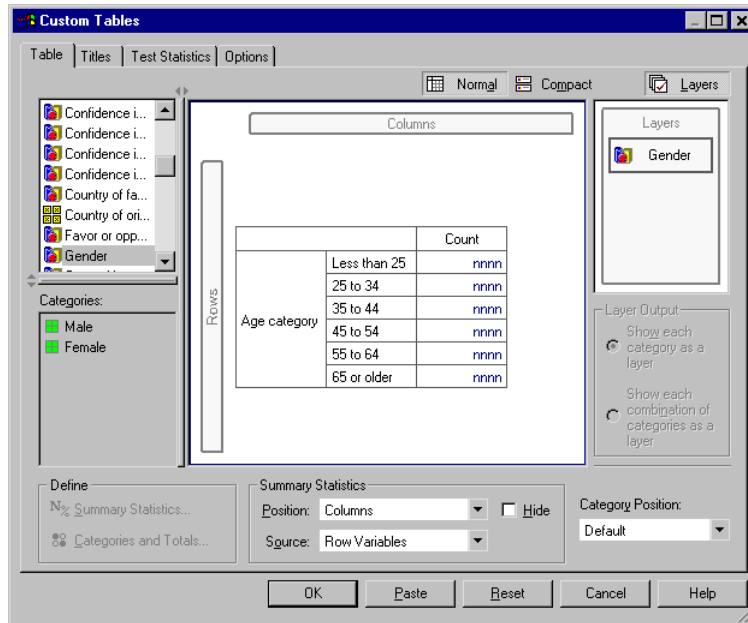 Custom Tables
Table
Titles
Test Statistics
Options
Normal
Compact
Layers
Confidence i...
Confidence i...
Confidence i...
Confidence i...
Country of fa...
Country of ori...
Favor or opp...
Gender
Categories:
Male
Female
Columns
Rows
Count
Age category
Less than 25 nnnn
25 to 34 nnnn
35 to 44 nnnn
45 to 54 nnnn
55 to 64 nnnn
65 or older nnnn
Layers
Gender
Layer Output
Show each
category as a
layer
Show each
combination of
categories as a
layer
Define
N% Summary Statistics...
Categories and Totals...
Summary Statistics
Position: Columns
Hide
Source: Row Variables
Category Position:
Default
OK
Paste
Reset
Cancel
Help